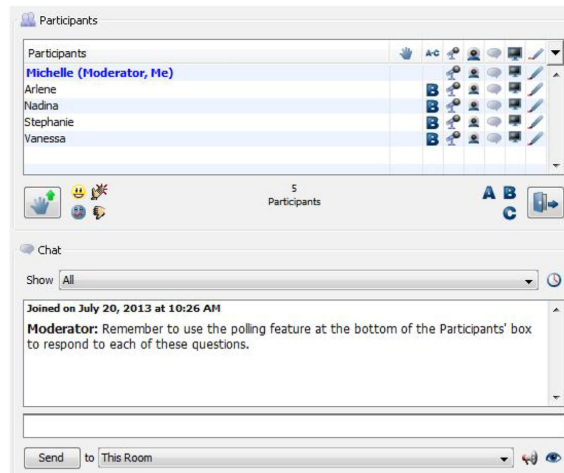 Participants
Participants A-C
Michelle (Moderator, Me)
Arlene B
Nadina B
Stephanie B
Vanessa B
5
Participants
A B
C
Chat
Show All
Joined on July 20, 2013 at 10:26 AM
Moderator: Remember to use the polling feature at the bottom of the Participants' box
to respond to each of these questions.
Send to This Room